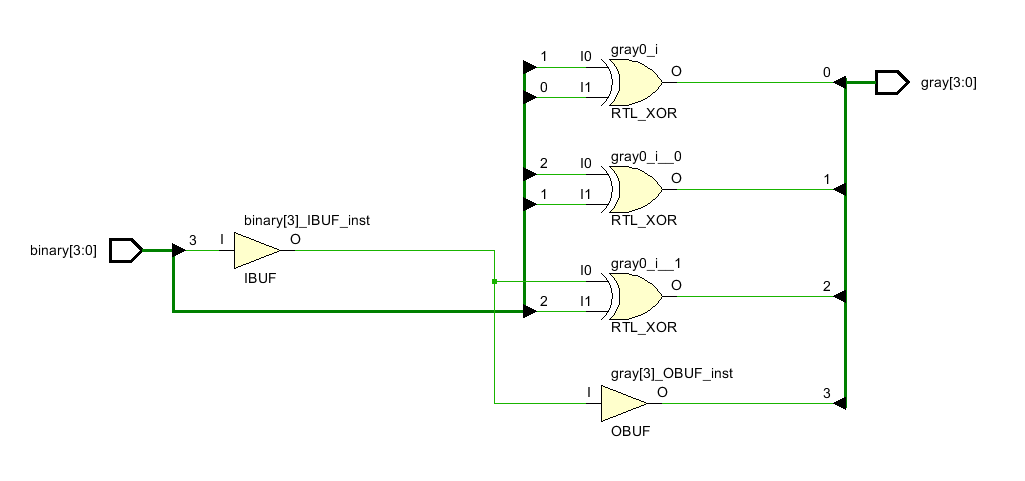 gray0_i
1 I0
O
0 I1
RTL_XOR
0
gray[3:0]
gray0_i__0
2 I0
O
1 I1
RTL_XOR
1
binary[3]_IBUF_inst
binary[3:0]
3 I
O
IBUF
gray0_i__1
I0
O
2 I1
RTL_XOR
2
gray[3]_OBUF_inst
I
O
3
OBUF